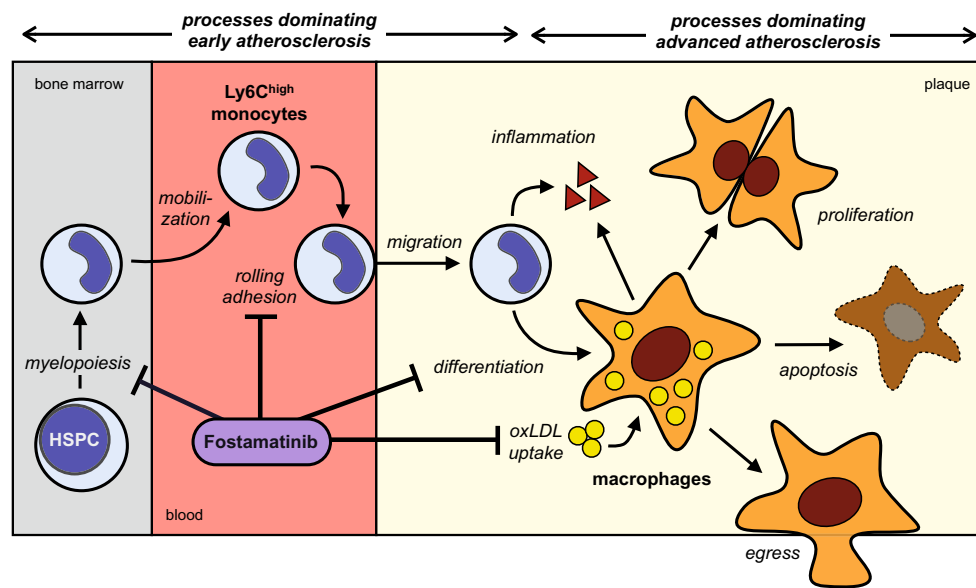 processes dominating
early atherosclerosis
processes dominating
advanced atherosclerosis
bone marrow
plaque
Ly6Chigh
monocytes
inflammation
mobili-
zation
proliferation
migration
rolling
adhesion
myelopoiesis
differentiation
apoptosis
HSPC
Fostamatinib
oxLDL
uptake
macrophages
blood
egress